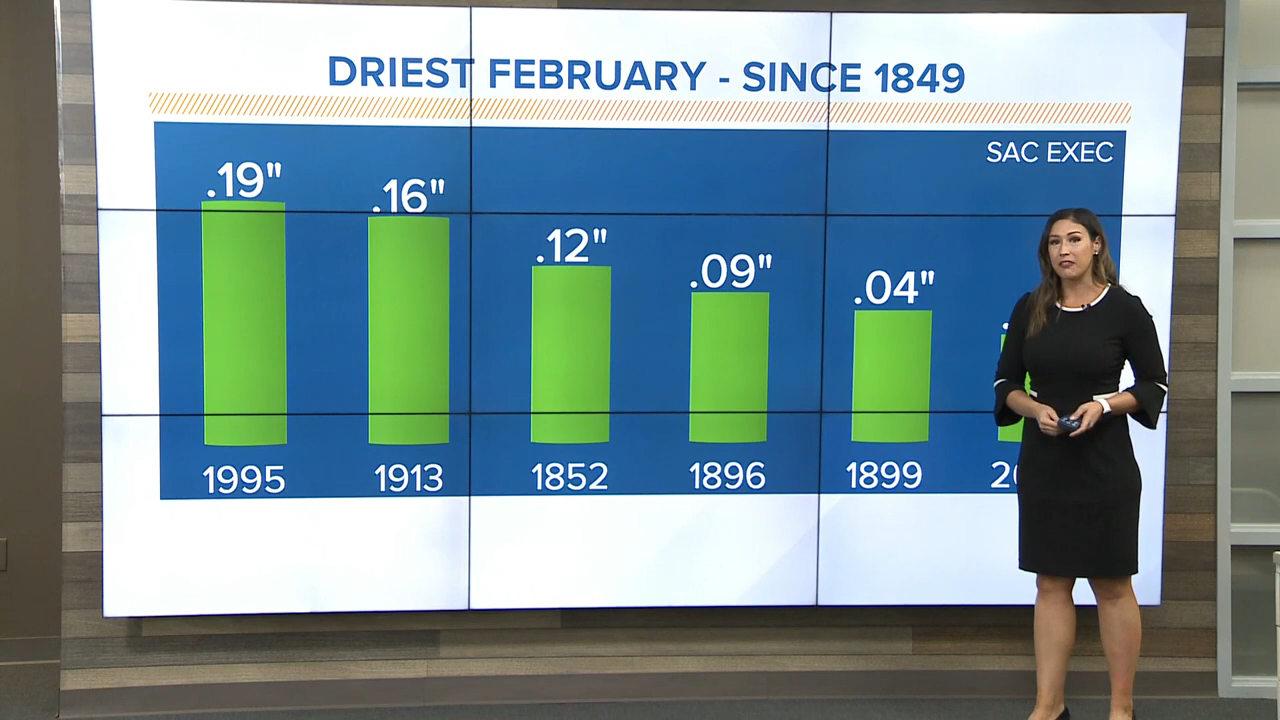 DRIEST FEBRUARY - SINCE 1849
SAC EXEC
.19" .16" .12" .09" .04"
1995 1913 1852 1896 1899